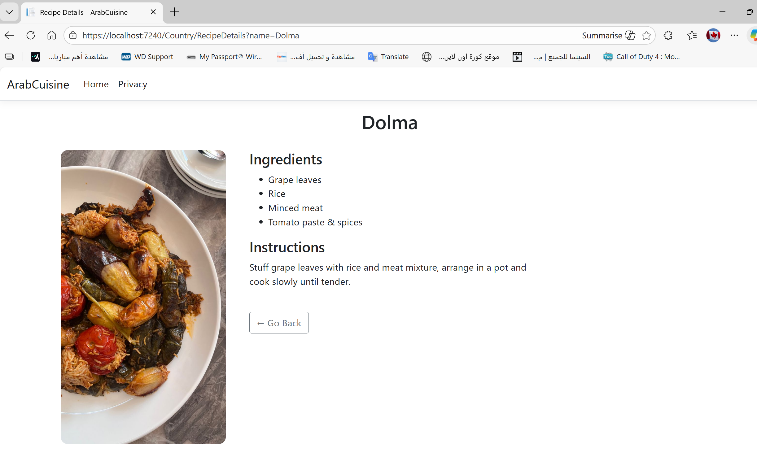 Recipe Details - ArabCuisine
https://localhost:7240/Country/RecipeDetails?name=Dolma
Summarise
مشاهدة أهم مباريات...
WD Support
My Passport® Wir...
مشاهدة و تحميل اف...
Translate
موقع كورة اون لاين...
السينما للجميع | م...
Call of Duty 4 : Mo...
ArabCuisine
Home
Privacy
Dolma
Ingredients
Grape leaves
Rice
Minced meat
Tomato paste & spices
Instructions
Stuff grape leaves with rice and meat mixture, arrange in a pot and
cook slowly until tender.
← Go Back